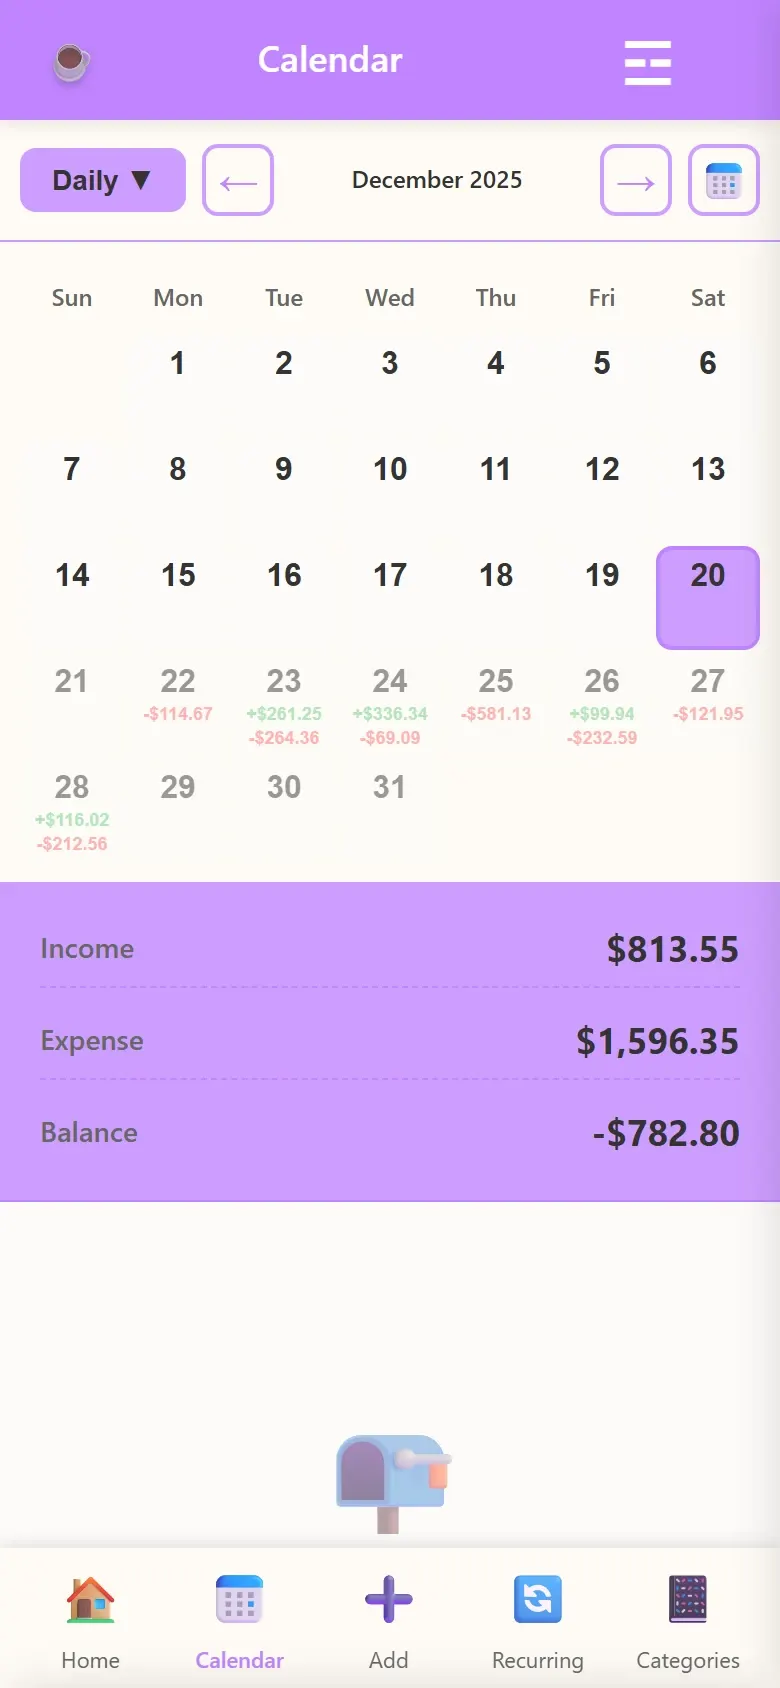 Calendar
Daily ▼ ← December 2025 →
Sun Mon Tue Wed Thu Fri Sat
1 2 3 4 5 6
7 8 9 10 11 12 13
14 15 16 17 18 19 20
21 22 23 24 25 26 27
-$114.67 +$261.25 +$336.34 -$581.13 +$99.94 -$121.95
-$264.36 -$69.09 -$232.59
28 29 30 31
+$116.02
-$212.56
Income $813.55
Expense $1,596.35
Balance -$782.80
Home Calendar Add Recurring Categories